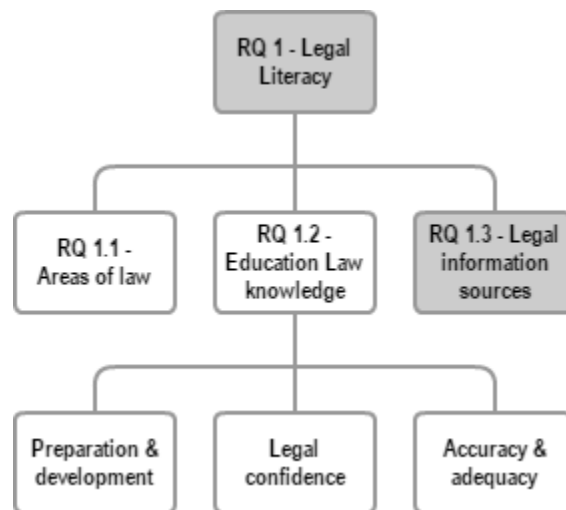 RQ 1 - Legal
Literacy
RQ 1.1 -
Areas of law
RQ 1.2 -
Education Law
knowledge
RQ 1.3 - Legal
information
sources
Preparation &
development
Legal
confidence
Accuracy &
adequacy